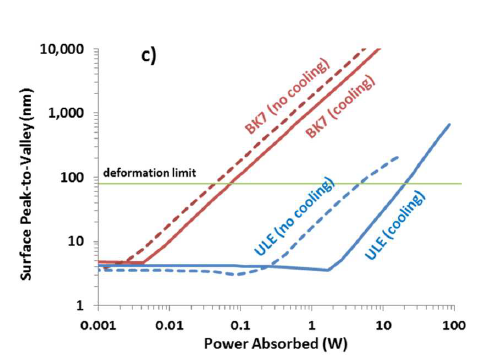 c)
Surface Peak-to-Valley (nm)
10,000
1,000
100
10
1
deformation limit
BK7 (no cooling)
BK7 (cooling)
ULE (no cooling)
ULE (cooling)
0.001 0.01 0.1 1 10 100
Power Absorbed (W)